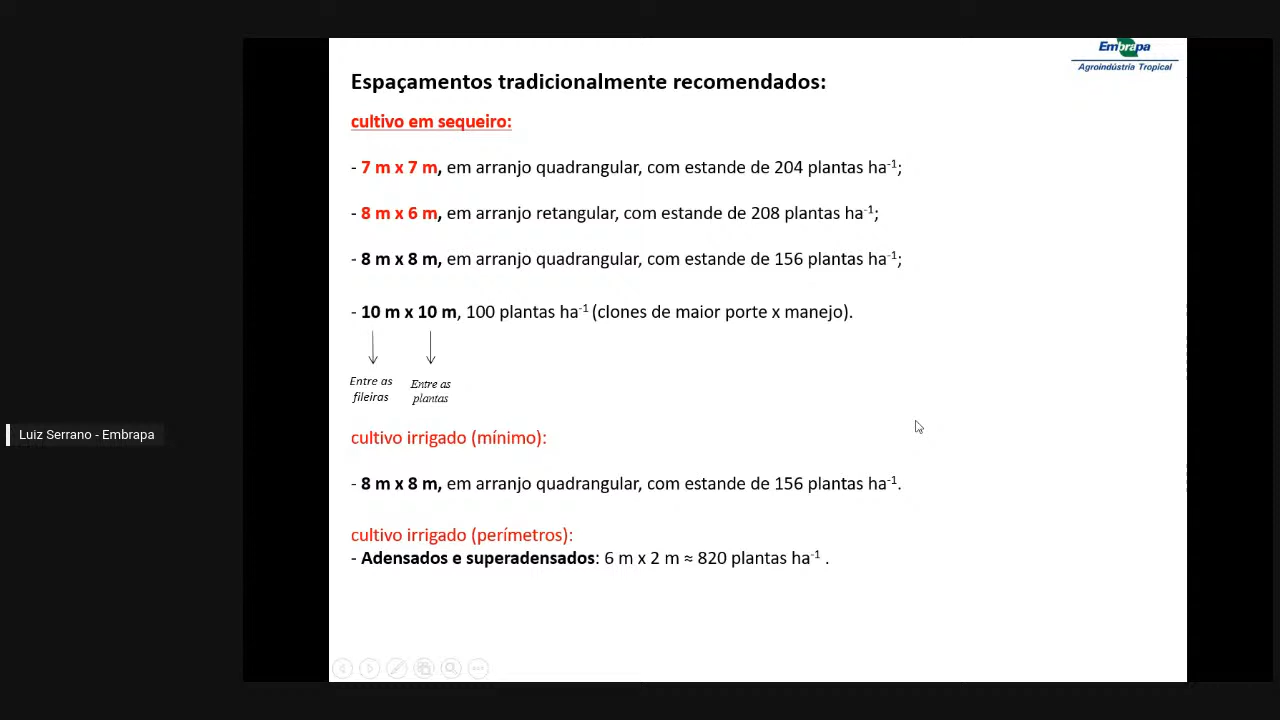 Embrapa
Agroindústria Tropical
Espaçamentos tradicionalmente recomendados:
cultivo em sequeiro:
- 7 m x 7 m, em arranjo quadrangular, com estande de 204 plantas ha-1;
- 8 m x 6 m, em arranjo retangular, com estande de 208 plantas ha-1;
- 8 m x 8 m, em arranjo quadrangular, com estande de 156 plantas ha-1;
- 10 m x 10 m, 100 plantas ha-1 (clones de maior porte x manejo).
Entre as
fileiras
Entre as
plantas
Luiz Serrano - Embrapa
cultivo irrigado (mínimo):
- 8 m x 8 m, em arranjo quadrangular, com estande de 156 plantas ha-1.
cultivo irrigado (perímetros):
- Adensados e superadensados: 6 m x 2 m ≈ 820 plantas ha-1 .